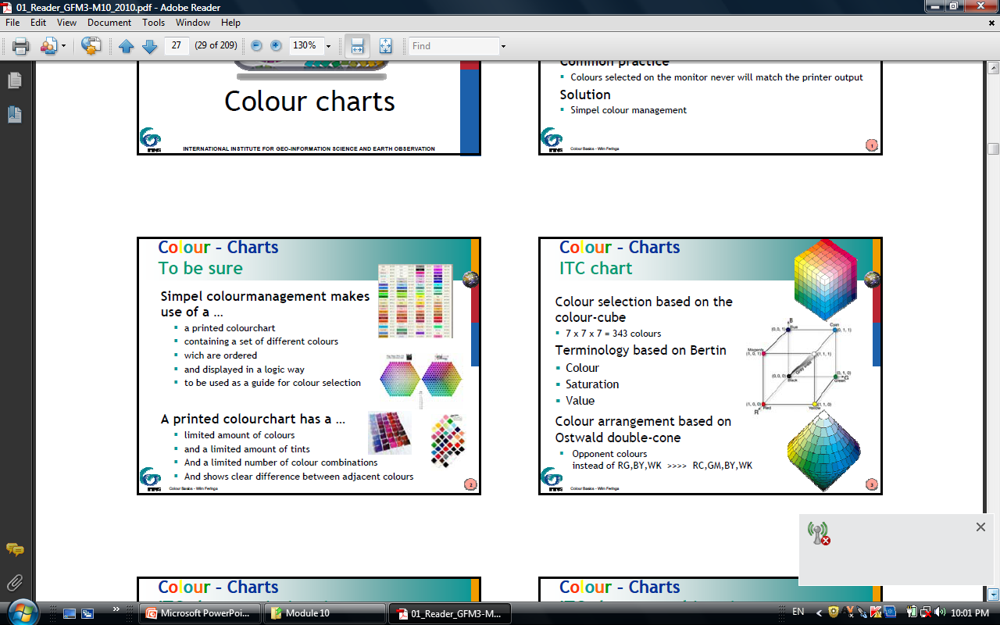 01_Reader_GFM3-M10_2010.pdf - Adobe Reader
File Edit View Document Tools Window Help
27 (29 of 209) 130% Find
Colour charts
INTERNATIONAL INSTITUTE FOR GEO-INFORMATION SCIENCE AND EARTH OBSERVATION
Common practice
Colours selected on the monitor never will match the printer output
Solution
Simpel colour management
Colour Basics - Wim Feringa
1
Colour - Charts
To be sure
Simpel colourmanagement makes
use of a ...
a printed colourchart
containing a set of different colours
wich are ordered
and displayed in a logic way
to be used as a guide for colour selection
A printed colourchart has a ...
limited amount of colours
and a limited amount of tints
And a limited number of colour combinations
And shows clear difference between adjacent colours
Colour Basics - Wim Feringa
2
Colour - Charts
ITC chart
Colour selection based on the
colour-cube
7 x 7 x 7 = 343 colours
Terminology based on Bertin
Colour
Saturation
Value
Colour arrangement based on
Ostwald double-cone
Opponent colours
instead of RG,BY,WK >>>> RC,GM,BY,WK
B
Blue
(0, 0, 1)
Cyan
(0, 1, 1)
Magenta
(1, 0, 1)
(1, 1, 1)
(0, 0, 0)
Black
(0, 1, 0)
G
Green
(1, 0, 0)
Red
R
Yellow
(1, 1, 0)
Colour Basics - Wim Feringa
3
Colour - Charts
Colour - Charts
Microsoft PowerPoi...
Module 10
01_Reader_GFM3-M...
EN
10:01 PM